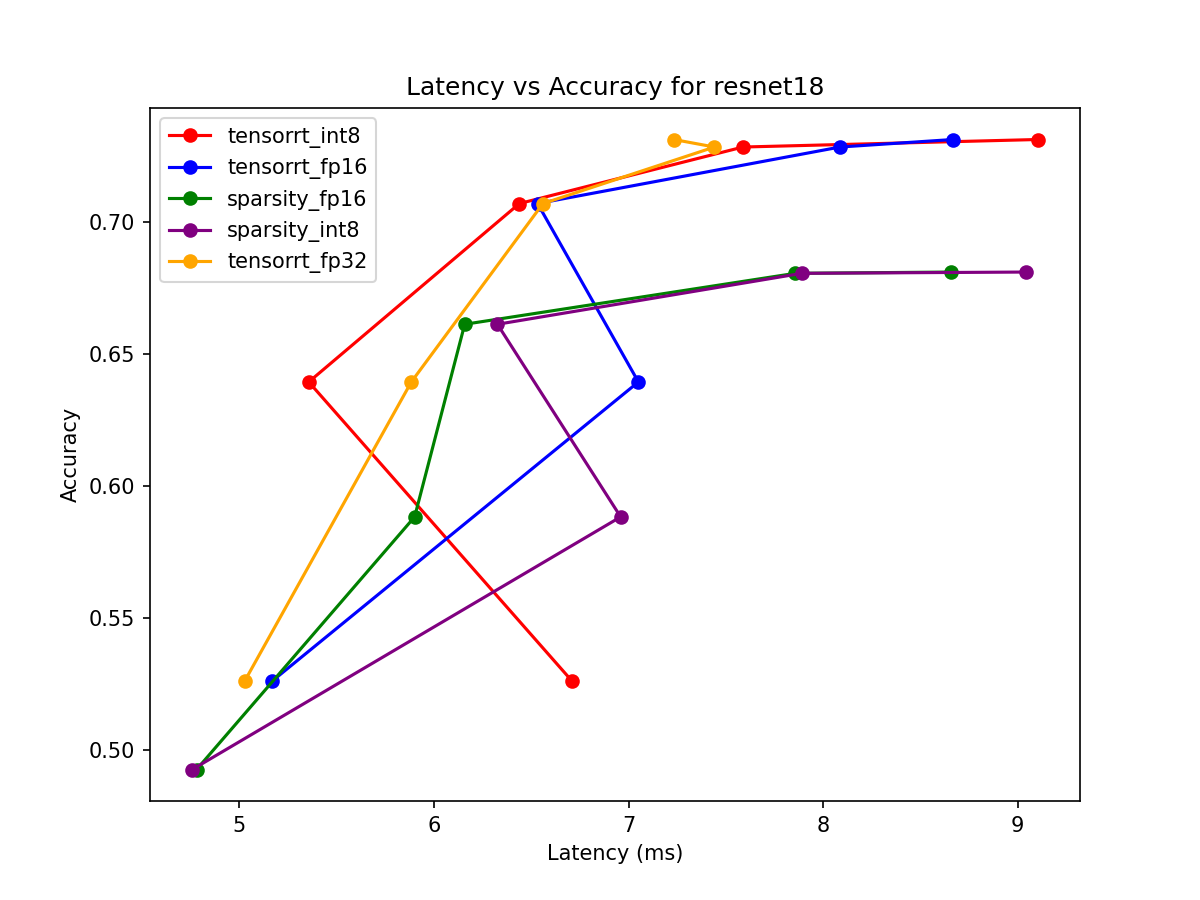 Latency vs Accuracy for resnet18
tensorrt_int8
tensorrt_fp16
sparsity_fp16
sparsity_int8
tensorrt_fp32
0.70
0.65
0.60
0.55
0.50
Accuracy
5 6 7 8 9
Latency (ms)